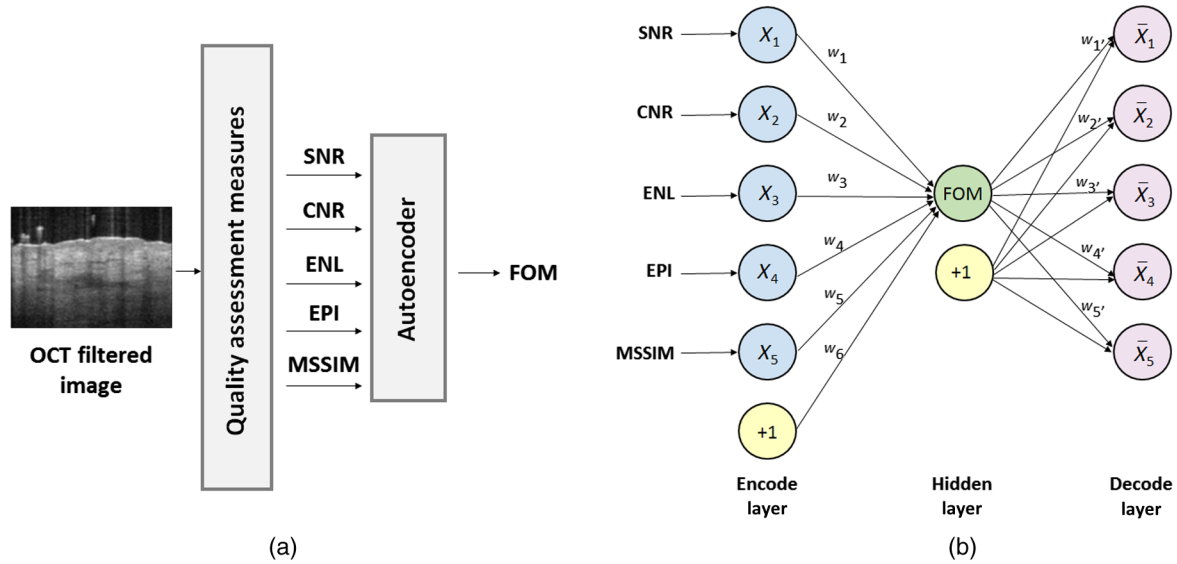 OCT filtered
image
Quality assessment measures
SNR
CNR
ENL
EPI
MSSIM
Autoencoder
FOM
(a)
SNR
CNR
ENL
EPI
MSSIM
X1
X2
X3
X4
X5
+1
w1
w2
w3
w4
w5
w6
FOM
+1
w1'
w2'
w3'
w4'
w5'
X̅1
X̅2
X̅3
X̅4
X̅5
Encode
layer
Hidden
layer
Decode
layer
(b)